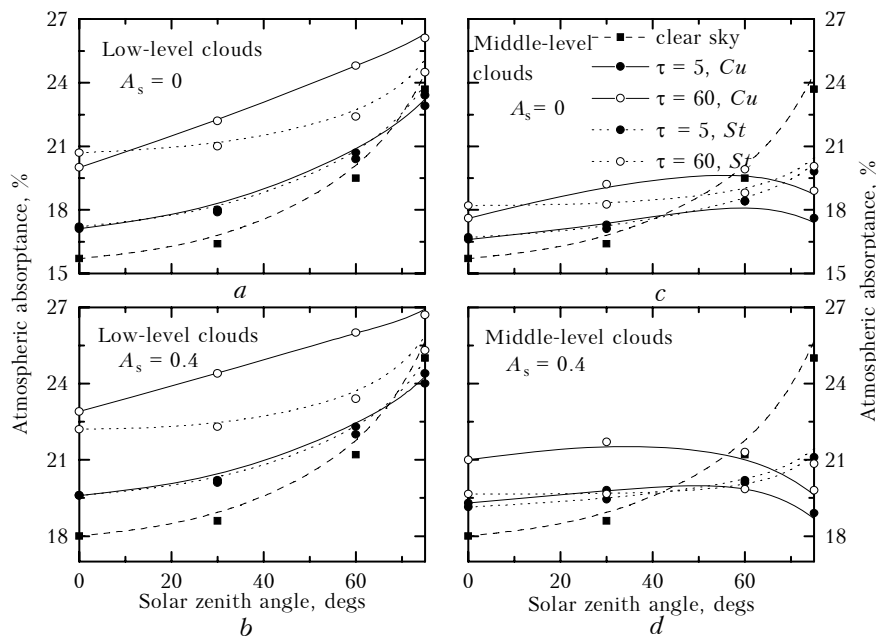 Atmospheric absorptance, %
27
24
21
18
15
Low-level clouds
A_s = 0
a
Middle-level clouds
A_s = 0
clear sky
τ = 5, Cu
τ = 60, Cu
τ = 5, St
τ = 60, St
c
27
24
21
18
15
Atmospheric absorptance, %
27
24
21
18
Low-level clouds
A_s = 0.4
0 20 40 60
Solar zenith angle, degs
b
Middle-level clouds
A_s = 0.4
0 20 40 60
Solar zenith angle, degs
d
27
24
21
18